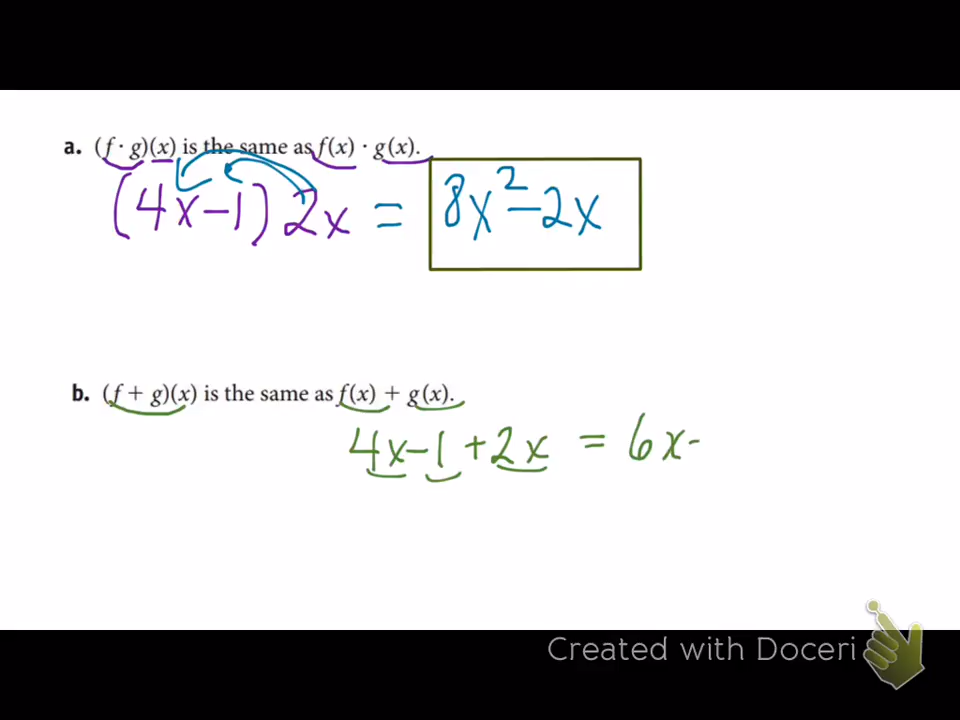 a. (f · g)(x) is the same as f(x) · g(x).
(4x-1) 2x = 8x² - 2x
b. (f + g)(x) is the same as f(x) + g(x).
4x-1 +2x = 6x-
Created with Doceri